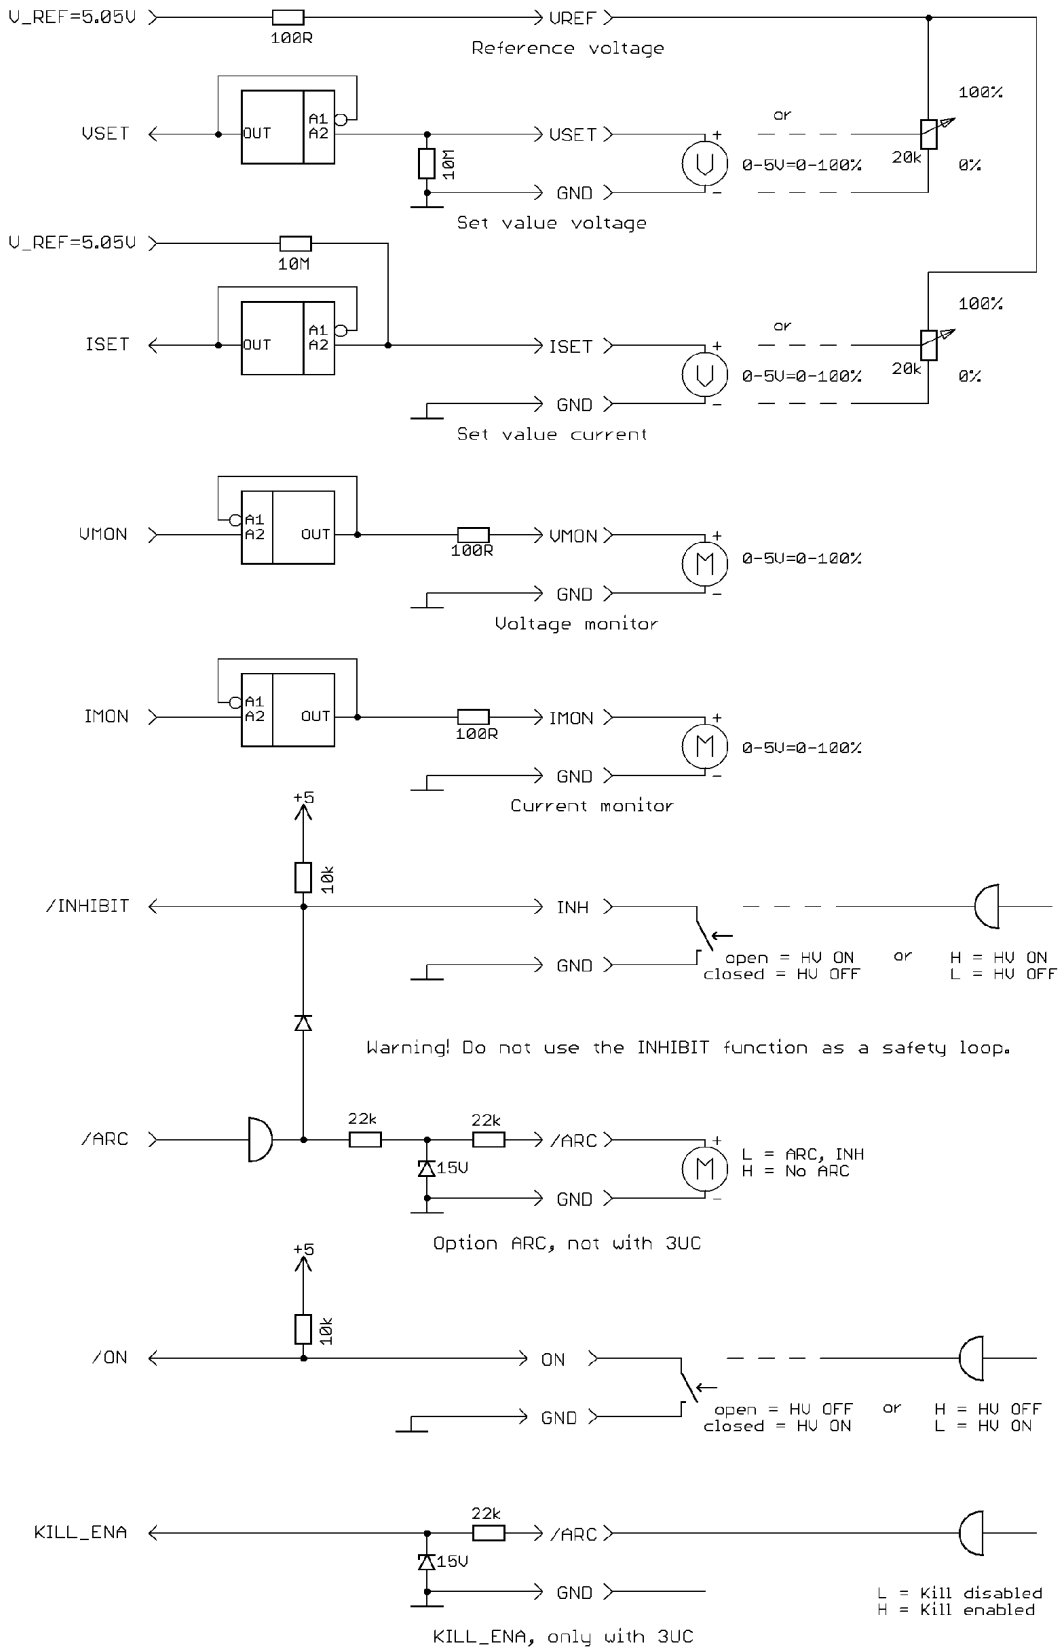 V_REF=5.05V
100R
VREF
Reference voltage
100%
VSET
OUT
A1
A2
10M
VSET
or
+
V
0-5V=0-100%
20k
0%
GND
-
Set value voltage
V_REF=5.05V
10M
100%
ISET
OUT
A1
A2
ISET
or
+
V
0-5V=0-100%
20k
0%
GND
-
Set value current
VMON
A1
A2
OUT
100R
VMON
+
M
0-5V=0-100%
GND
-
Voltage monitor
IMON
A1
A2
OUT
100R
IMON
+
M
0-5V=0-100%
GND
-
Current monitor
+5
10k
/INHIBIT
INH
GND
open = HV ON
closed = HV OFF
or
H = HV ON
L = HV OFF
Warning! Do not use the INHIBIT function as a safety loop.
/ARC
22k
22k
/ARC
+
M
L = ARC, INH
H = No ARC
15V
GND
-
Option ARC, not with 3UC
+5
10k
/ON
ON
GND
open = HV OFF
closed = HV ON
or
H = HV OFF
L = HV ON
KILL_ENA
22k
/ARC
15V
GND
L = Kill disabled
H = Kill enabled
KILL_ENA, only with 3UC